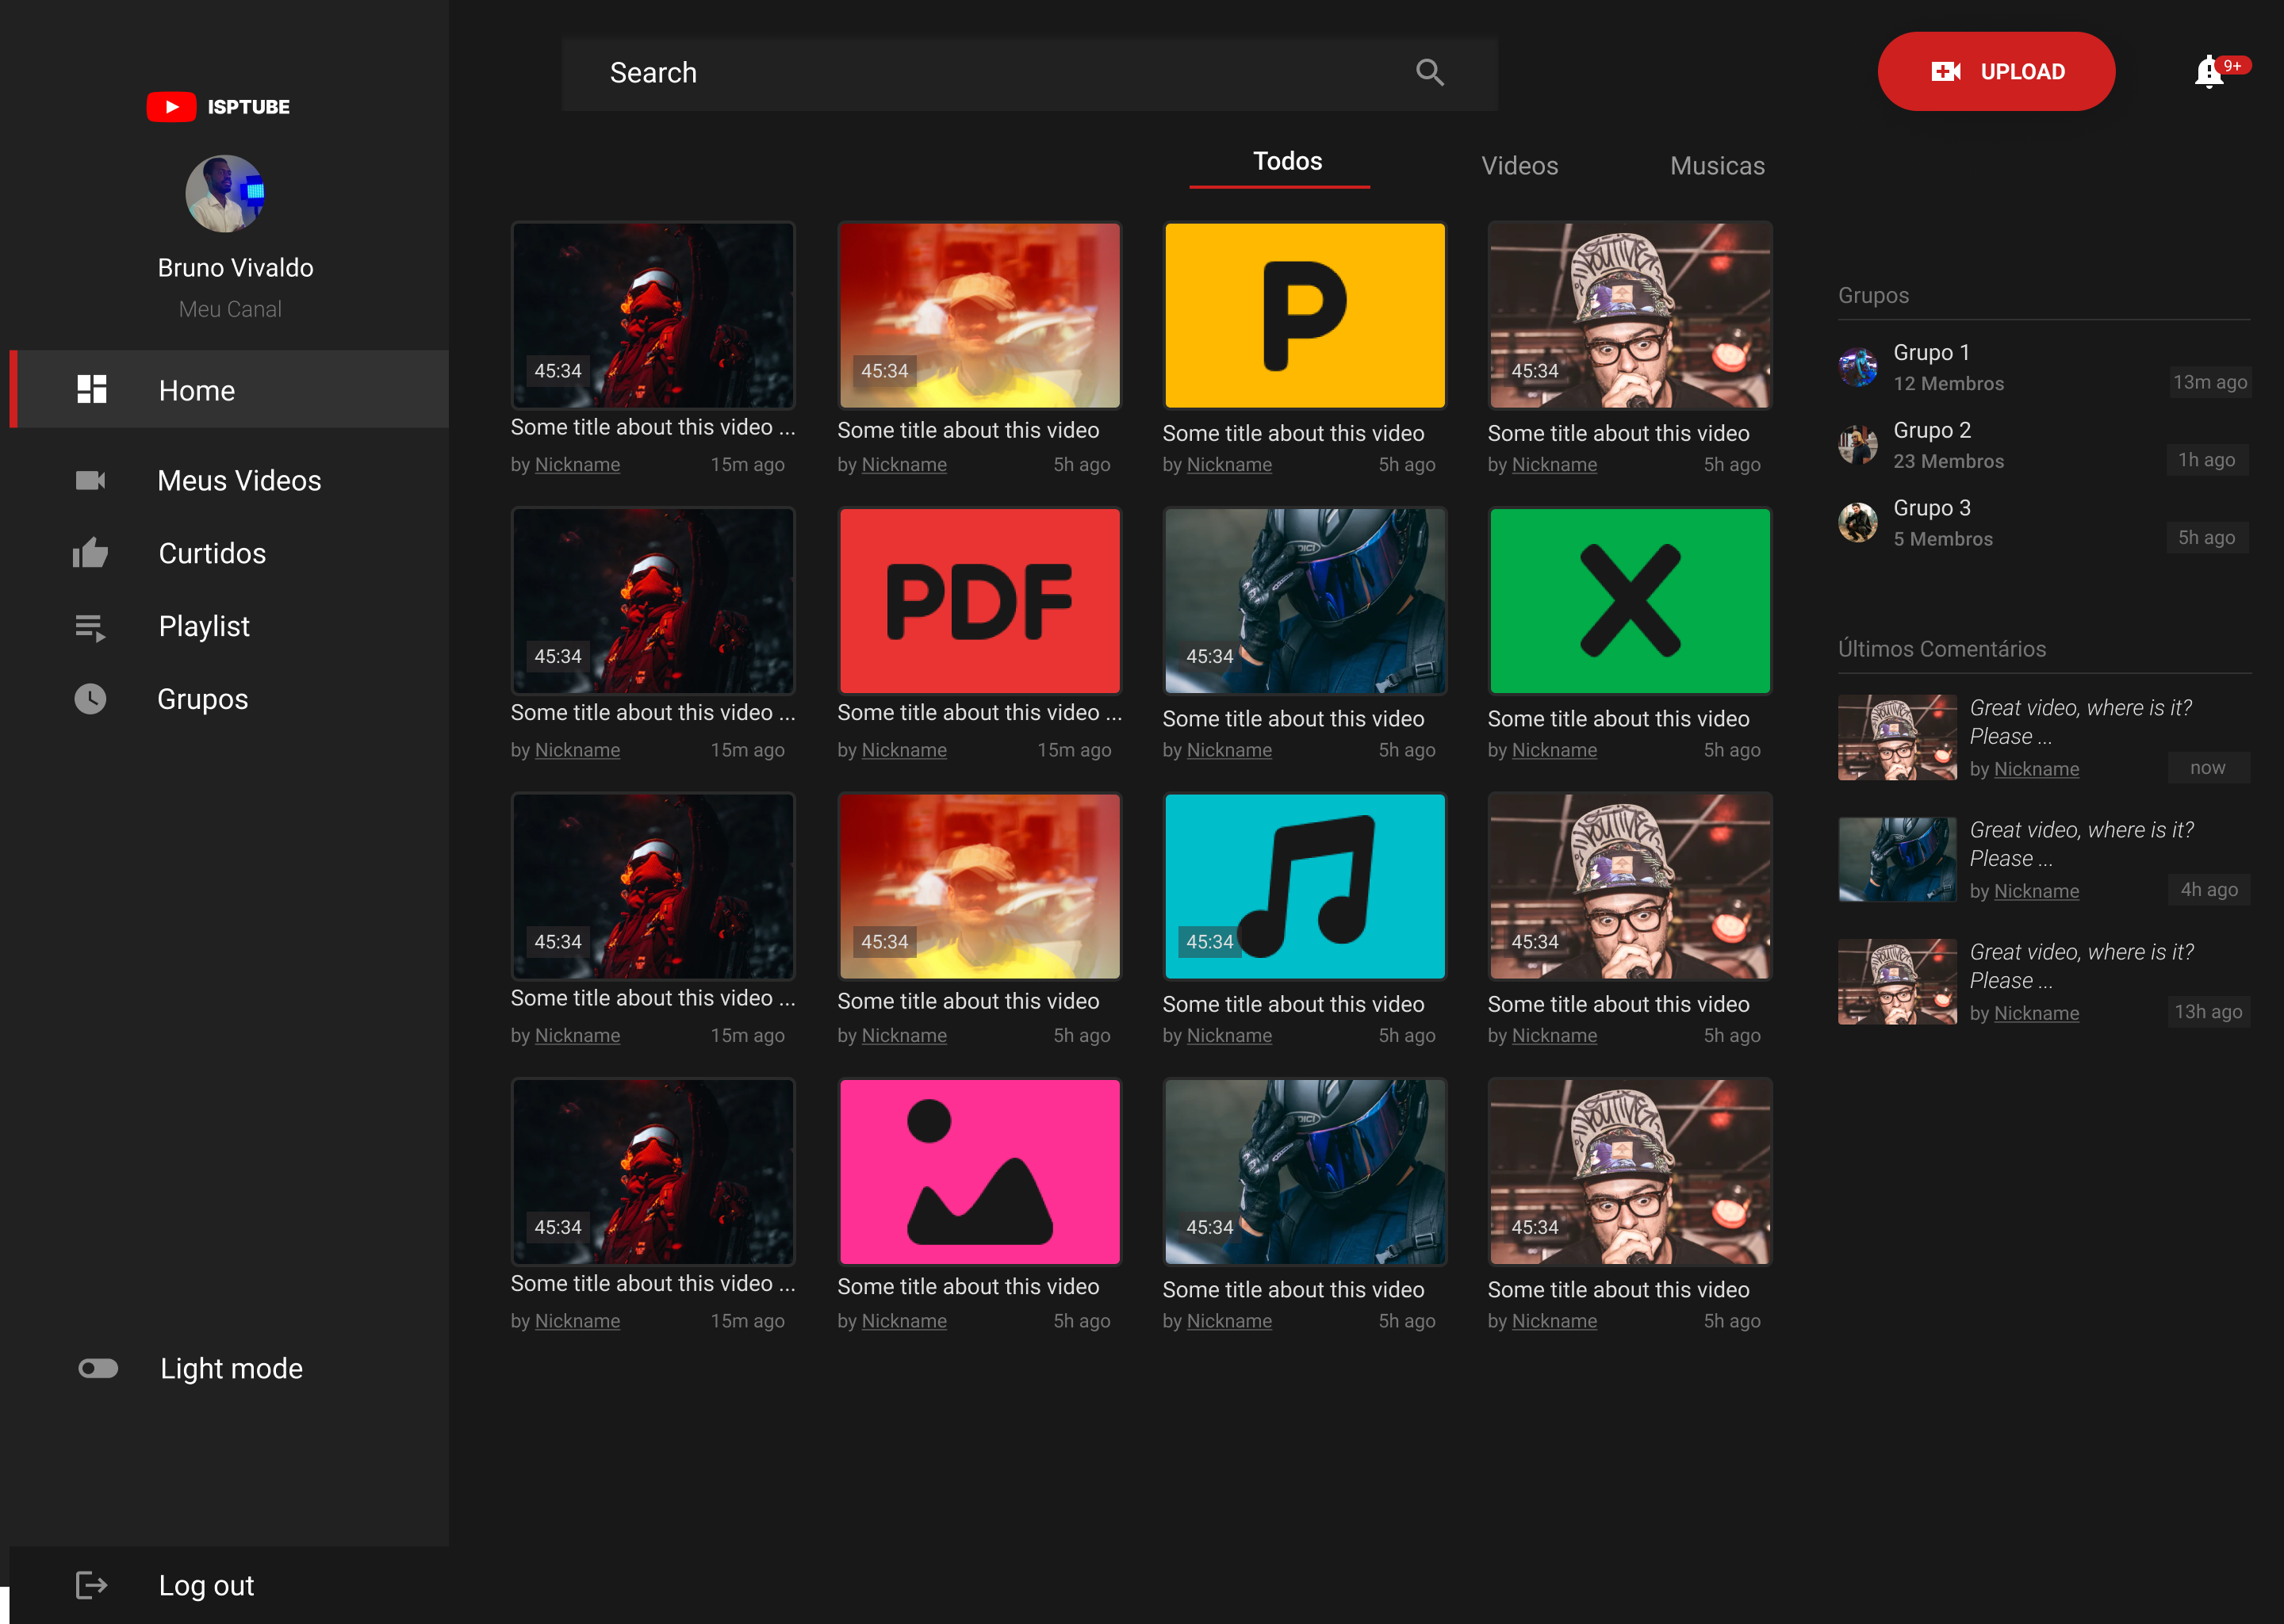 ISPTUBE
Bruno Vivaldo
Meu Canal
Home
Meus Videos
Curtidos
Playlist
Grupos
Light mode
Log out
Search
UPLOAD
9+
Todos Videos Musicas
45:34
Some title about this video ...
by Nickname 15m ago
45:34
Some title about this video
by Nickname 5h ago
P
Some title about this video
by Nickname 5h ago
45:34
Some title about this video
by Nickname 5h ago
45:34
Some title about this video ...
by Nickname 15m ago
PDF
Some title about this video ...
by Nickname 15m ago
45:34
Some title about this video
by Nickname 5h ago
X
Some title about this video
by Nickname 5h ago
45:34
Some title about this video ...
by Nickname 15m ago
45:34
Some title about this video
by Nickname 5h ago
45:34
Some title about this video
by Nickname 5h ago
45:34
Some title about this video
by Nickname 5h ago
45:34
Some title about this video ...
by Nickname 15m ago
Some title about this video
by Nickname 5h ago
45:34
Some title about this video
by Nickname 5h ago
45:34
Some title about this video
by Nickname 5h ago
Grupos
Grupo 1
12 Membros 13m ago
Grupo 2
23 Membros 1h ago
Grupo 3
5 Membros 5h ago
Últimos Comentários
Great video, where is it?
Please ...
by Nickname now
Great video, where is it?
Please ...
by Nickname 4h ago
Great video, where is it?
Please ...
by Nickname 13h ago